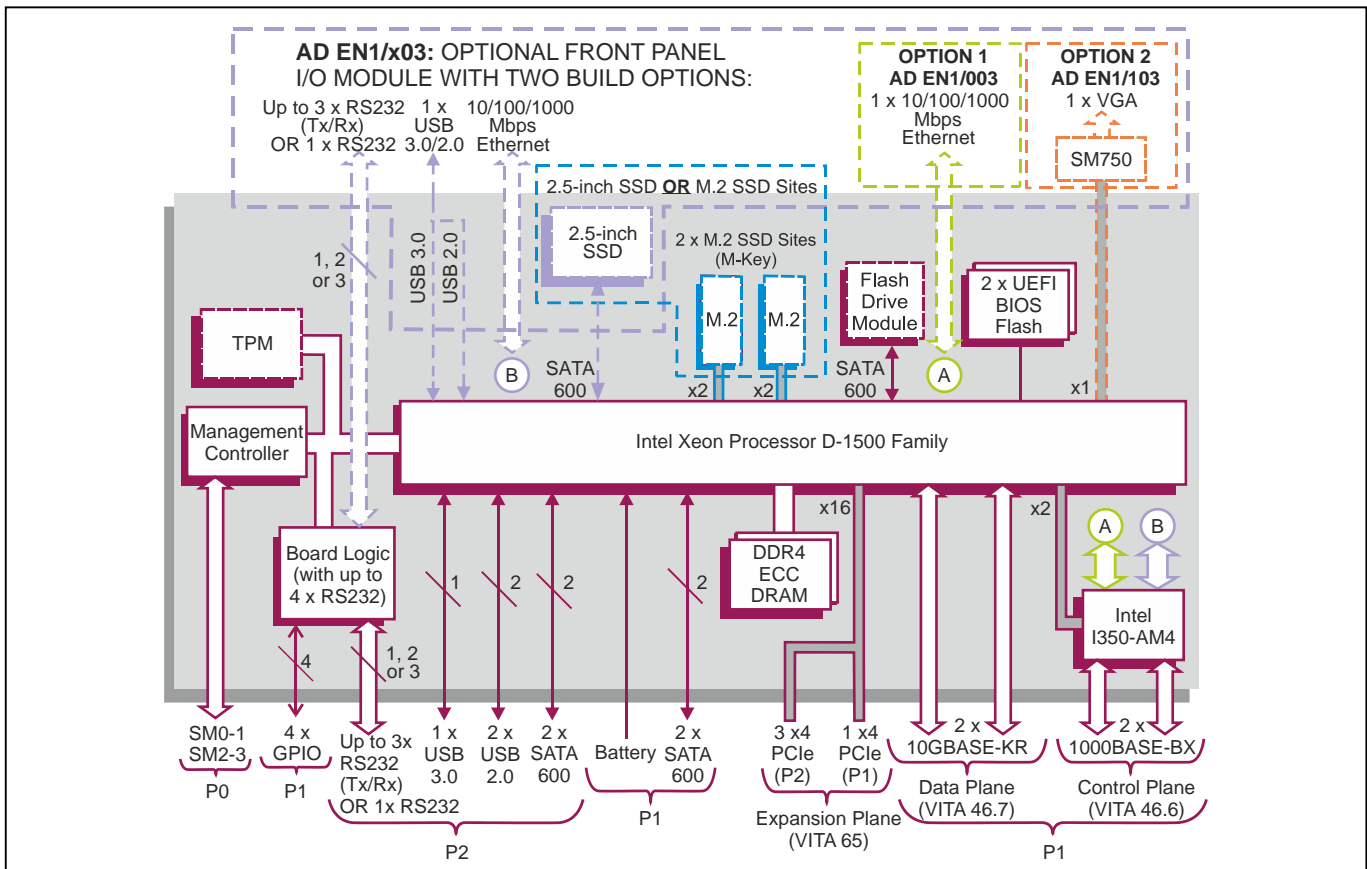 AD EN1/x03: OPTIONAL FRONT PANEL
I/O MODULE WITH TWO BUILD OPTIONS:
Up to 3 x RS232
(Tx/Rx)
OR 1 x RS232
1 x
USB
3.0/2.0
10/100/1000
Mbps
Ethernet
OPTION 1
AD EN1/003
1 x 10/100/1000
Mbps
Ethernet
OPTION 2
AD EN1/103
1 x VGA
SM750
2.5-inch SSD OR M.2 SSD Sites
2.5-inch
SSD
2 x M.2 SSD Sites
(M-Key)
M.2
M.2
Flash
Drive
Module
2 x UEFI
BIOS
Flash
1, 2
or 3
USB 3.0
USB 2.0
TPM
B
SATA
600
x2
x2
SATA
600
A
x1
Management
Controller
Intel Xeon Processor D-1500 Family
x16
x2
Board Logic
(with up to
4 x RS232)
1
2
2
2
DDR4
ECC
DRAM
A
B
Intel
I350-AM4
4
1, 2
or 3
SM0-1
SM2-3
P0
4 x
GPIO
P1
Up to 3x
RS232
(Tx/Rx)
OR 1x RS232
1 x
USB
3.0
2 x
USB
2.0
2 x
SATA
600
P2
Battery
2 x
SATA
600
P1
3 x4
PCIe
(P2)
1 x4
PCIe
(P1)
Expansion Plane
(VITA 65)
2 x
10GBASE-KR
Data Plane
(VITA 46.7)
2 x
1000BASE-BX
Control Plane
(VITA 46.6)
P1